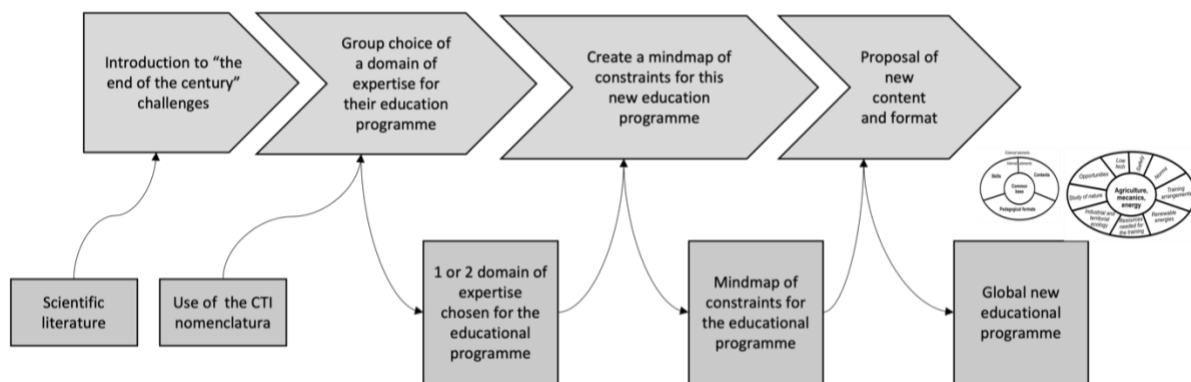 Introduction to “the
end of the century”
challenges
Group choice of
a domain of
expertise for
their education
programme
Create a mindmap of
constraints for this
new education
programme
Proposal of
new
content
and format
Scientific
literature
Use of the CTI
nomenclatura
1 or 2 domain of
expertise
chosen for the
educational
programme
Mindmap of
constraints for
the educational
programme
Global new
educational
programme
Skills
Contents
Common
base
Pedagogical formats
Agriculture,
mecanics,
energy
Opportunities
Low
tech
Safety
Norms
Training
arrangements
Renewable
energies
Resources
needed for
the training
Industrial and
territorial
ecology
Study of nature